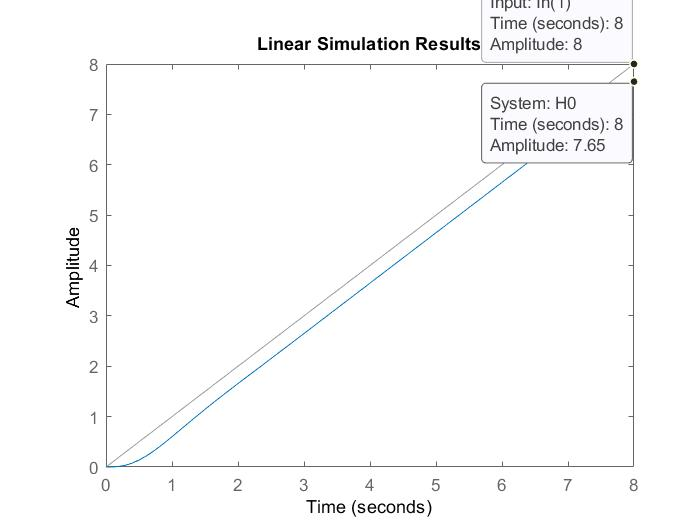 Input: In(1)
Time (seconds): 8
Amplitude: 8
Linear Simulation Results
System: H0
Time (seconds): 8
Amplitude: 7.65
8
7
6
5
4
3
2
1
0
Amplitude
0 1 2 3 4 5 6 7 8
Time (seconds)